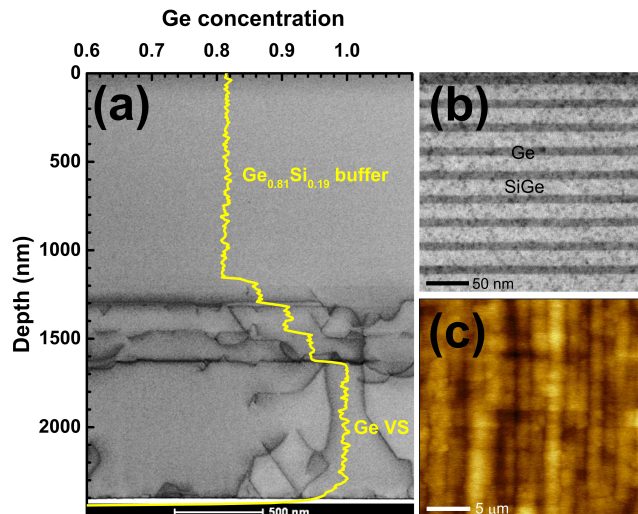 Ge concentration
0.6 0.7 0.8 0.9 1.0
Depth (nm)
0
500
1000
1500
2000
(a)
Ge0.81Si0.19 buffer
Ge VS
500 nm
(b)
Ge
SiGe
50 nm
(c)
5 µm